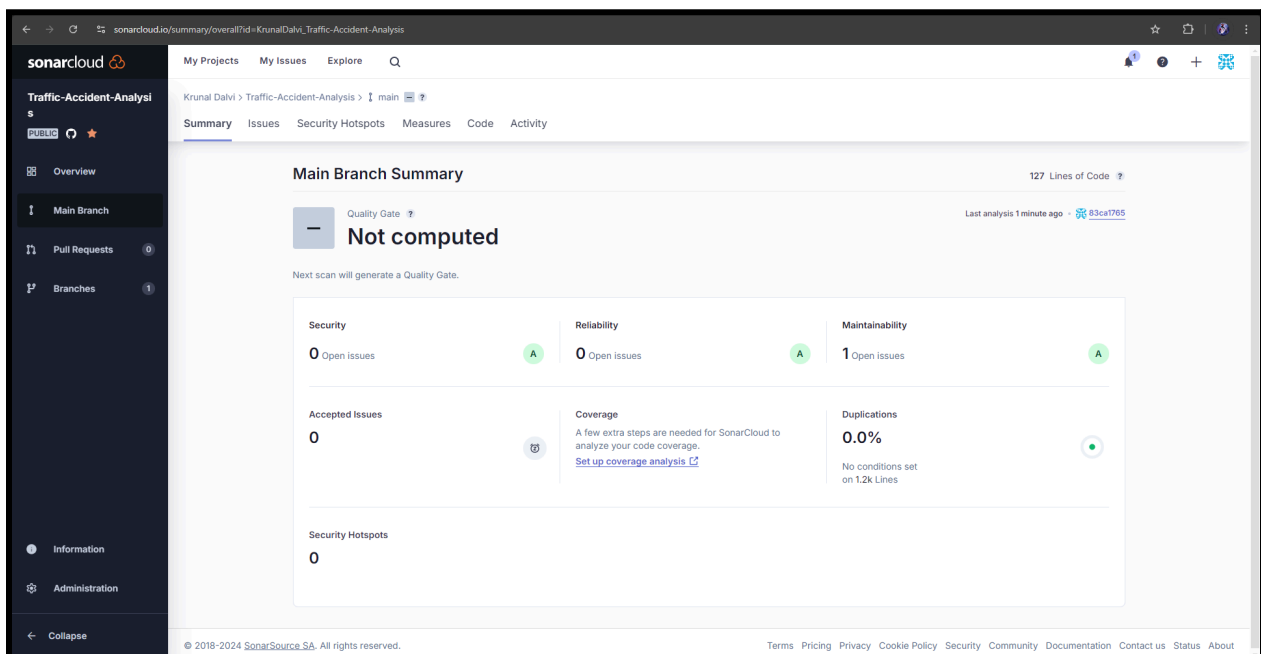 sonarcloud.io/summary/overall?id=KrunalDalvi_Traffic-Accident-Analysis
sonarcloud
My Projects My Issues Explore
1
?
Traffic-Accident-Analysi
s
PUBLIC
Overview
Main Branch
Pull Requests 0
Branches 1
Information
Administration
Collapse
Krunal Dalvi > Traffic-Accident-Analysis > main ?
Summary Issues Security Hotspots Measures Code Activity
Main Branch Summary
127 Lines of Code ?
Quality Gate ?
Not computed
Last analysis 1 minute ago · 83ca1765
Next scan will generate a Quality Gate.
Security
0 Open issues
A
Reliability
0 Open issues
A
Maintainability
1 Open issues
A
Accepted Issues
0
Coverage
A few extra steps are needed for SonarCloud to
analyze your code coverage.
Set up coverage analysis
Duplications
0.0%
No conditions set
on 1.2k Lines
Security Hotspots
0
© 2018-2024 SonarSource SA. All rights reserved.
Terms Pricing Privacy Cookie Policy Security Community Documentation Contact us Status About